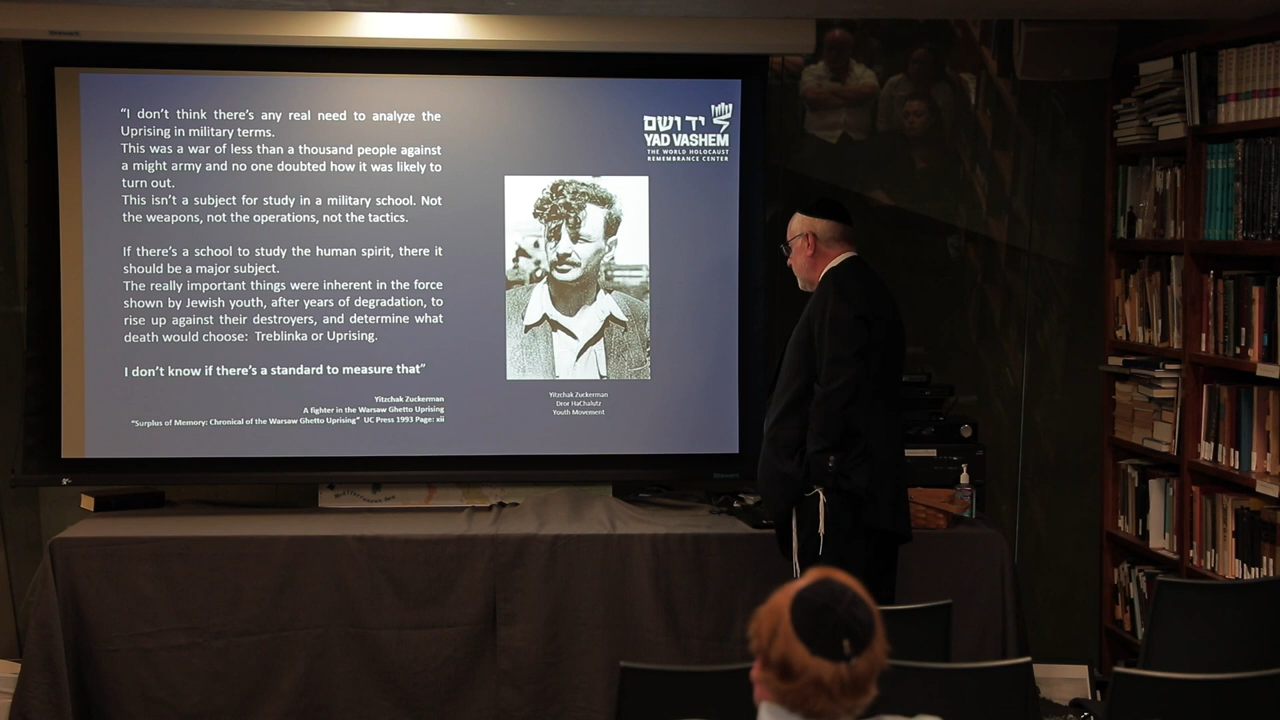 Stewart
"I don't think there's any real need to analyze the
Uprising in military terms.
This was a war of less than a thousand people against
a might army and no one doubted how it was likely to
turn out.
This isn't a subject for study in a military school. Not
the weapons, not the operations, not the tactics.
If there's a school to study the human spirit, there it
should be a major subject.
The really important things were inherent in the force
shown by Jewish youth, after years of degradation, to
rise up against their destroyers, and determine what
death would choose: Treblinka or Uprising.
I don't know if there's a standard to measure that"
Yitzchak Zuckerman
A fighter in the Warsaw Ghetto Uprising
"Surplus of Memory: Chronical of the Warsaw Ghetto Uprising" UC Press 1993 Page: xii
יד ושם
YAD VASHEM
THE WORLD HOLOCAUST
REMEMBRANCE CENTER
Yitzchak Zuckerman
Dror HaChalutz
Youth Movement
Stewart
Mediterranean Sea